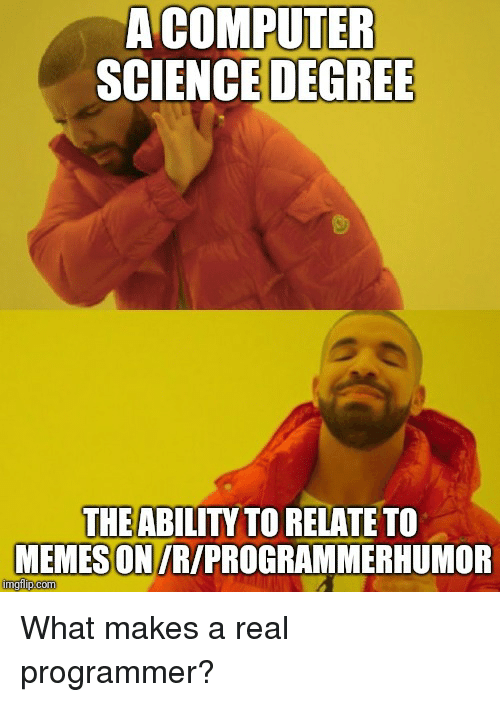 A COMPUTER
SCIENCE DEGREE
THE ABILITY TO RELATE TO
MEMES ON /R/PROGRAMMERHUMOR
imgflip.com
What makes a real
programmer?